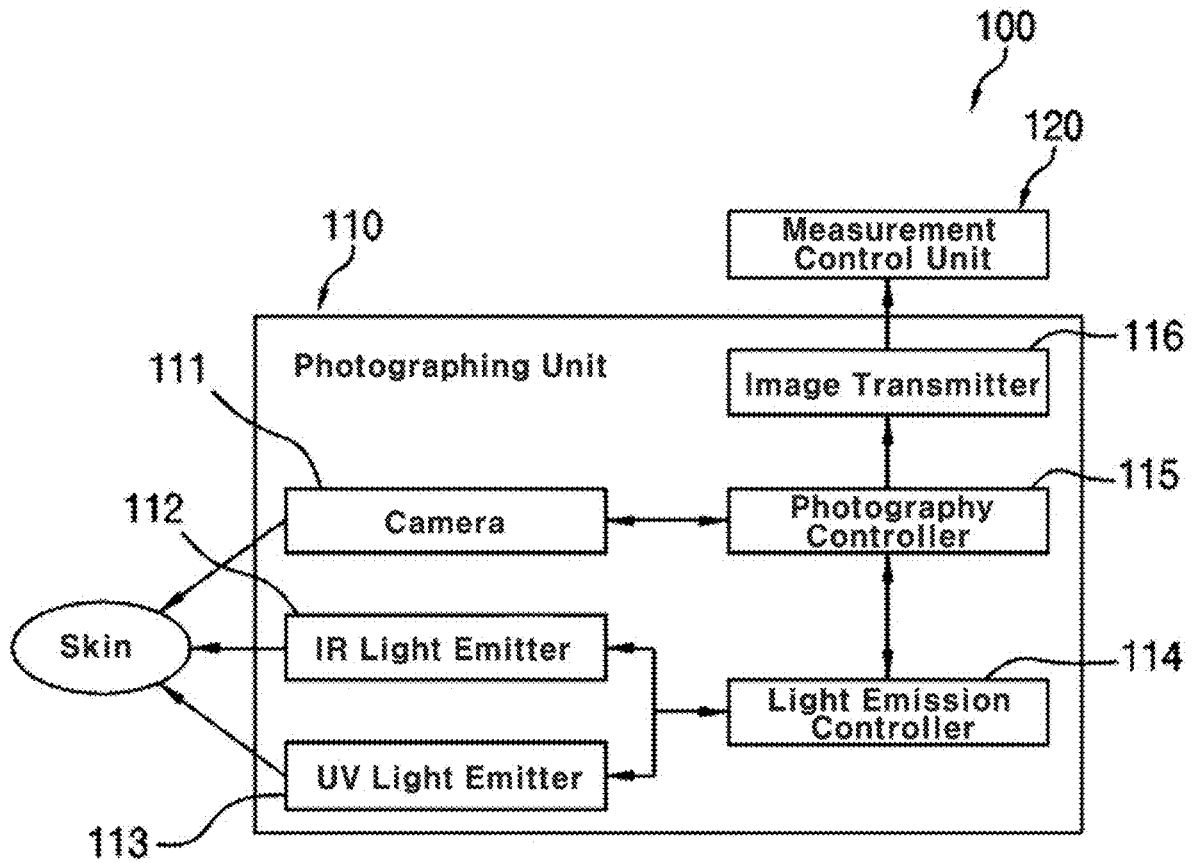 100
120
Measurement
Control Unit
110
Photographing Unit
116
Image Transmitter
111
115
Photography
Controller
Camera
112
Skin
IR Light Emitter
114
Light Emission
Controller
UV Light Emitter
113